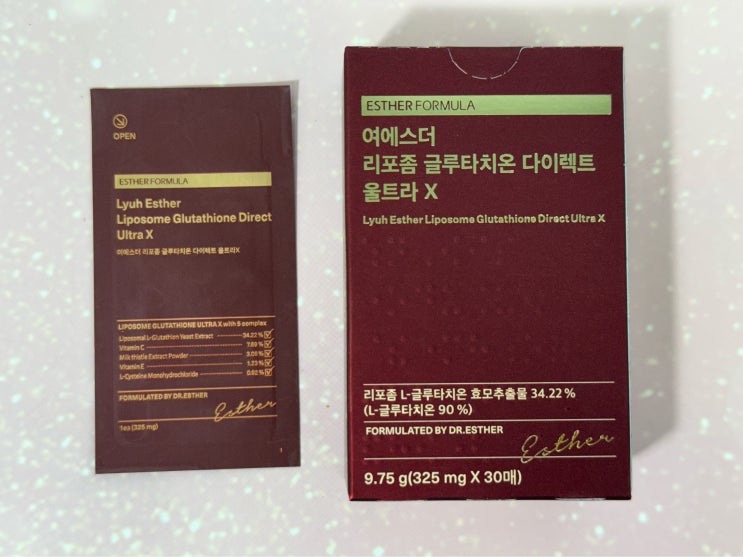 OPEN
ESTHER FORMULA
Lyuh Esther
Liposome Glutathione Direct
Ultra X
여에스더 리포좀 글루타치온 다이렉트 울트라X
LIPOSOME GLUTATHIONE ULTRA X with 5 complex
Liposomal L-Glutathion Yeast Extract 34.22 %
Vitamin C 7.69 %
Milk thistle Extract Powder 3.08 %
Vitamin E 1.23 %
L-Cysteine Monohydrochloride 0.92 %
FORMULATED BY DR.ESTHER
Esther
1ea (325 mg)
ESTHER FORMULA
여에스더
리포좀 글루타치온 다이렉트
울트라 X
Lyuh Esther Liposome Glutathione Direct Ultra X
리포좀 L-글루타치온 효모추출물 34.22 %
(L-글루타치온 90 %)
FORMULATED BY DR.ESTHER
Esther
9.75 g(325 mg X 30매)